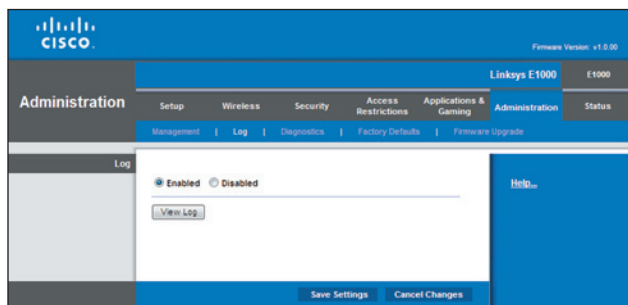 CISCO.
Firmware Version: v1.0.00
Linksys E1000 E1000
Administration
Setup Wireless Security Access Restrictions Applications & Gaming Administration Status
Management | Log | Diagnostics | Factory Defaults | Firmware Upgrade
Log
Enabled Disabled
Help...
View Log
Save Settings Cancel Changes